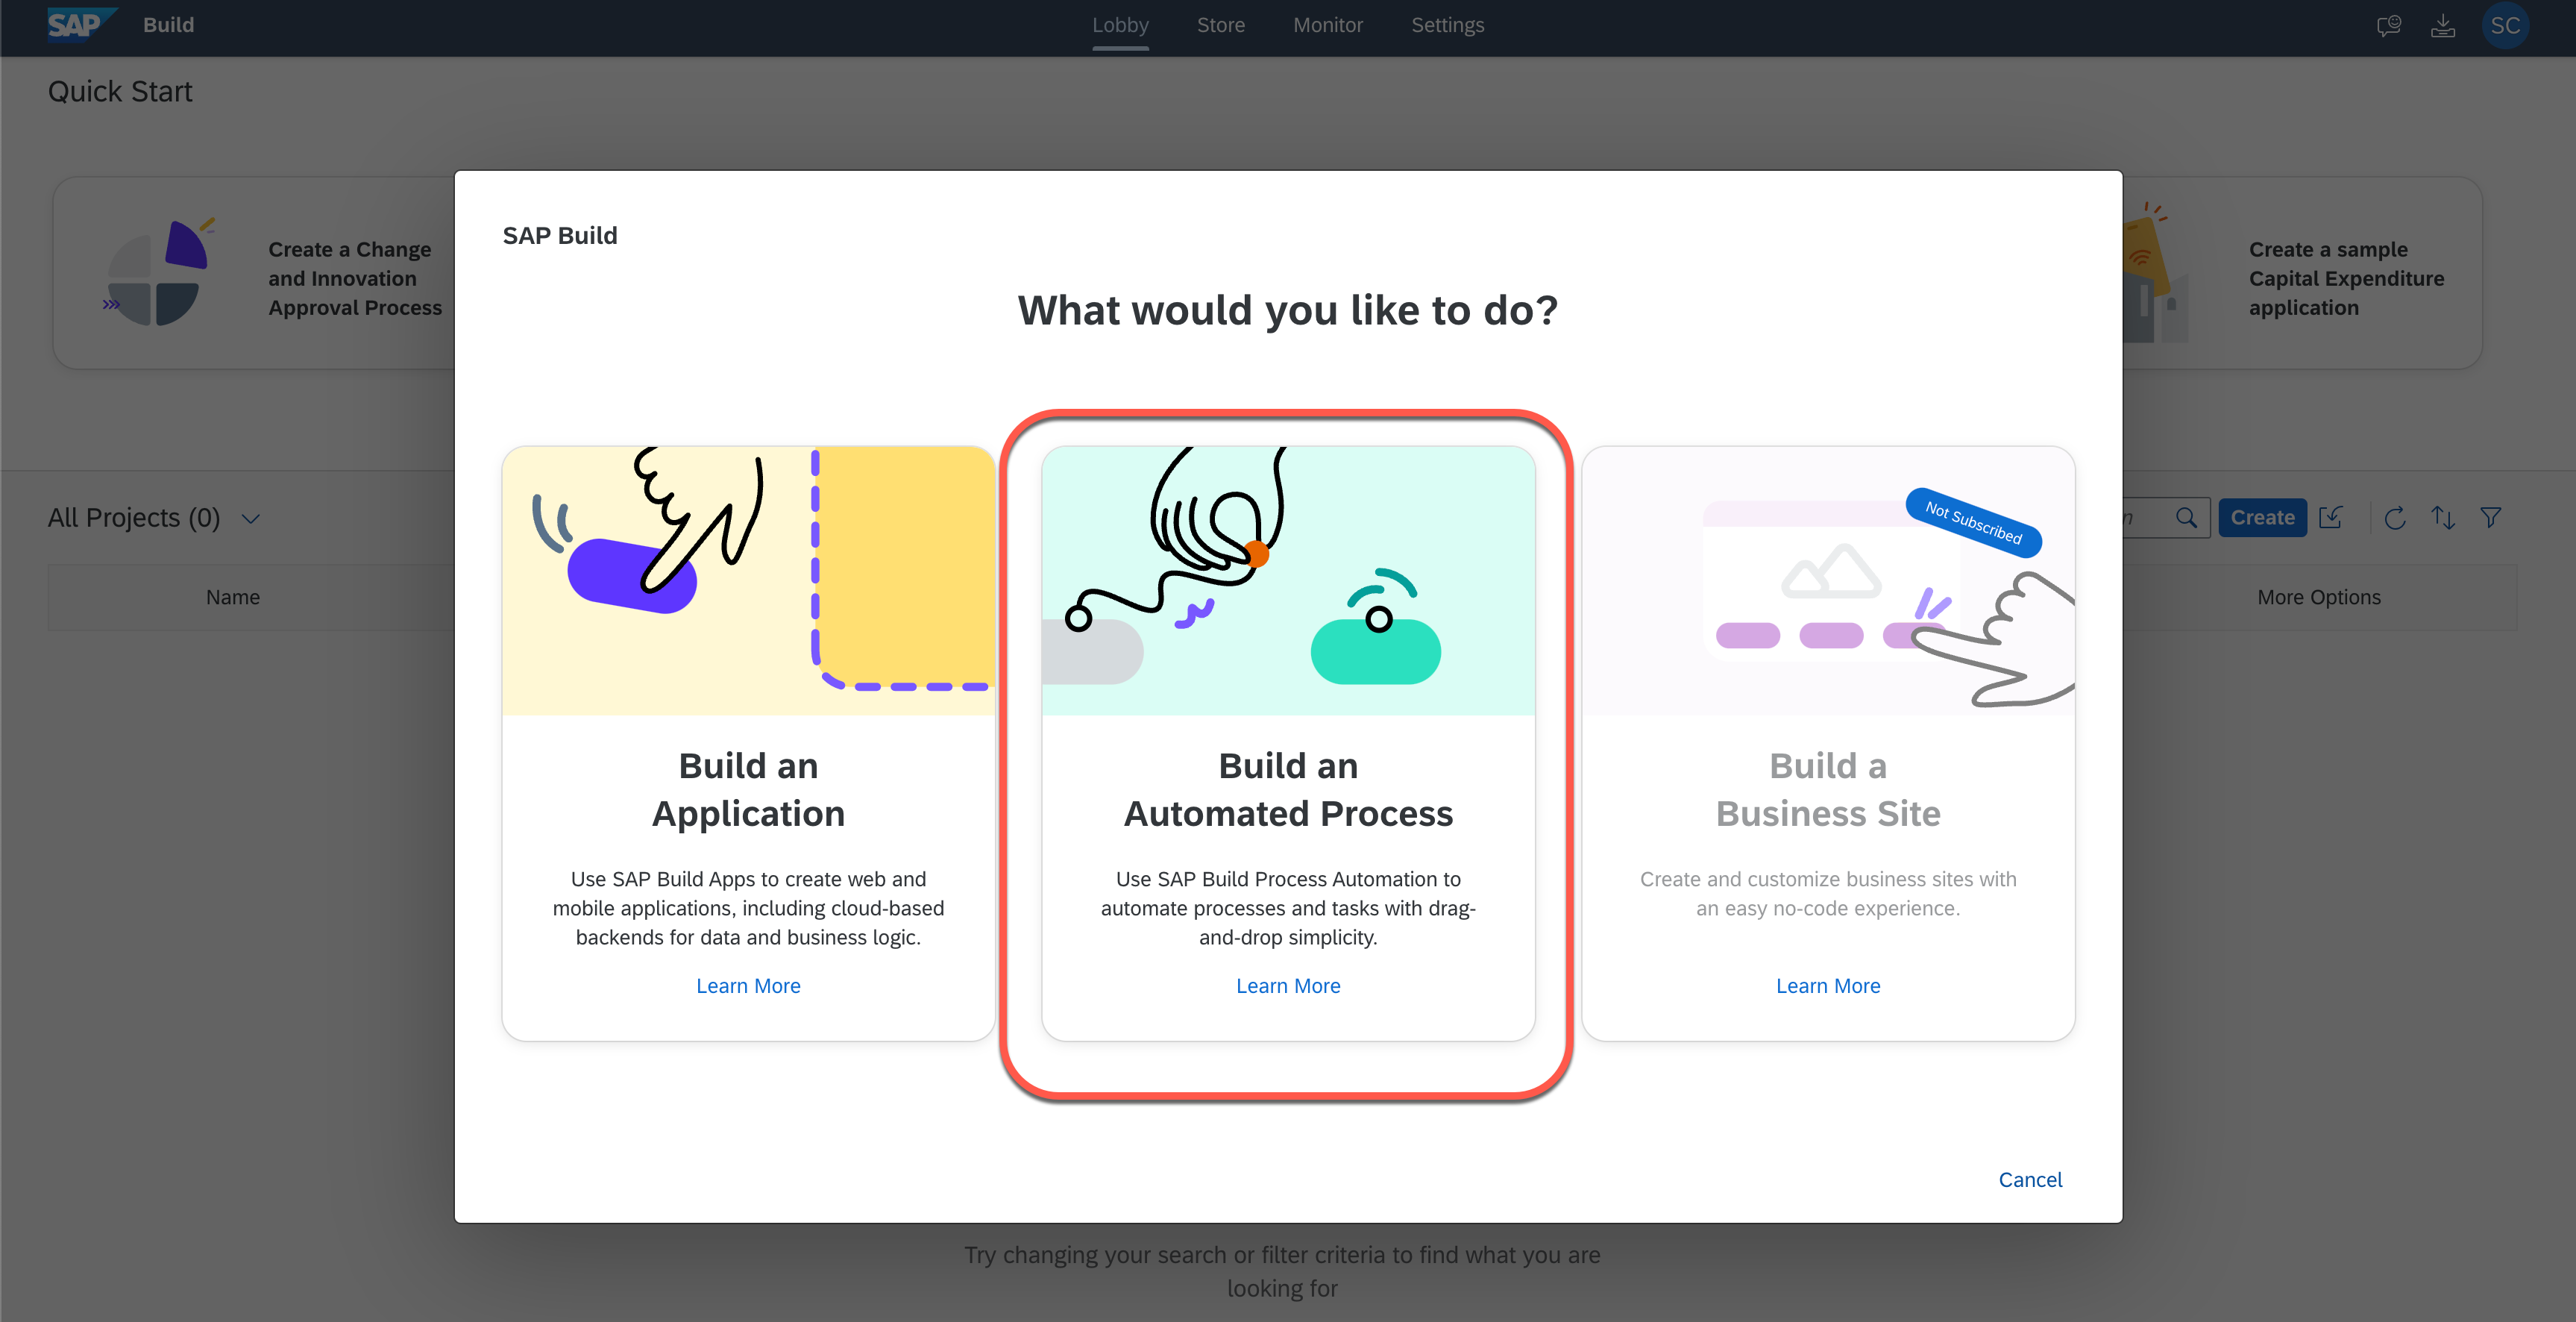 SAP Build
Lobby Store Monitor Settings
SC
Quick Start
Create a Change
and Innovation
Approval Process
Create a sample
Capital Expenditure
application
All Projects (0)
Create
Name
More Options
SAP Build
What would you like to do?
Build an
Application
Use SAP Build Apps to create web and
mobile applications, including cloud-based
backends for data and business logic.
Learn More
Build an
Automated Process
Use SAP Build Process Automation to
automate processes and tasks with drag-
and-drop simplicity.
Learn More
Not Subscribed
Build a
Business Site
Create and customize business sites with
an easy no-code experience.
Learn More
Cancel
Try changing your search or filter criteria to find what you are
looking for